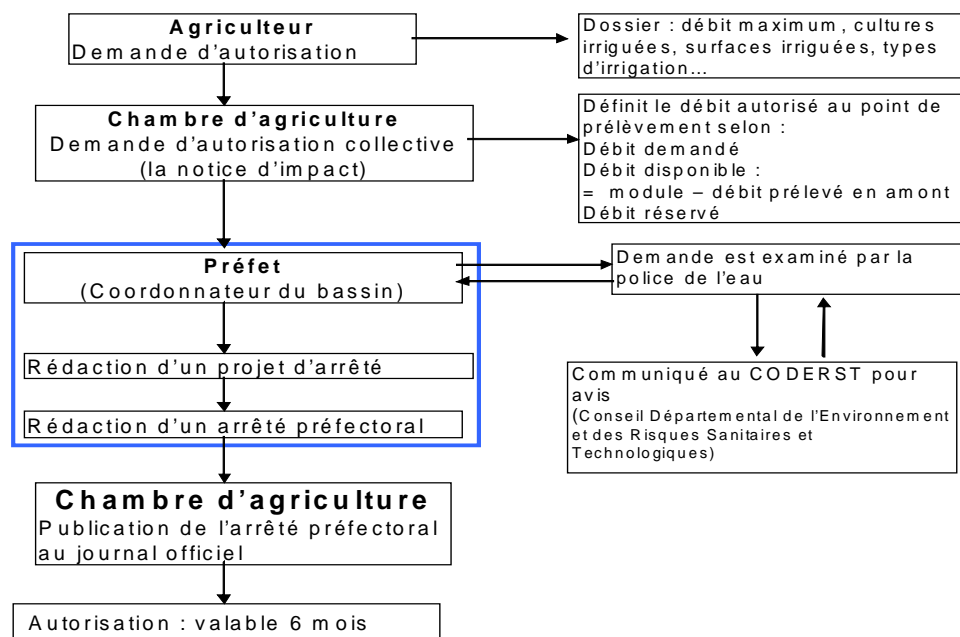 Agriculteur
Demande d'autorisation
Dossier : débit maximum, cultures
irriguées, surfaces irriguées, types
d'irrigation…
Chambre d'agriculture
Demande d'autorisation collective
(la notice d'impact)
Définit le débit autorisé au point de
prélèvement selon :
Débit demandé
Débit disponible :
= module – débit prélevé en amont
Débit réservé
Préfet
(Coordonnateur du bassin)
Demande est examiné par la
police de l'eau
Rédaction d'un projet d'arrêté
Rédaction d'un arrêté préfectoral
Communiqué au CODERST pour
avis
(Conseil Départemental de l'Environnement
et des Risques Sanitaires et
Technologiques)
Chambre d'agriculture
Publication de l'arrêté préfectoral
au journal officiel
Autorisation : valable 6 mois